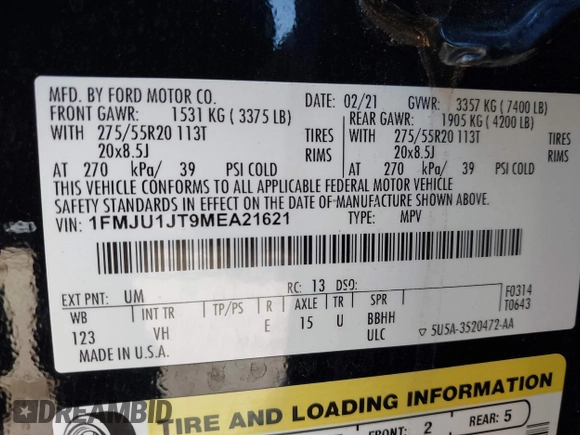 MFD. BY FORD MOTOR CO. DATE: 02/21 GVWR: 3357 KG (7400 LB)
FRONT GAWR: 1531 KG (3375 LB) REAR GAWR: 1905 KG (4200 LB)
WITH 275/55R20 113T TIRES WITH 275/55R20 113T TIRES
20x8.5J RIMS 20x8.5J RIMS
AT 270 kPa/ 39 PSI COLD AT 270 kPa/ 39 PSI COLD
THIS VEHICLE CONFORMS TO ALL APPLICABLE FEDERAL MOTOR VEHICLE
SAFETY STANDARDS IN EFFECT ON THE DATE OF MANUFACTURE SHOWN ABOVE.
VIN: 1FMJU1JT9MEA21621 TYPE: MPV
EXT PNT: UM RC: 13 DSO: F0314
WB INT TR TP/PS R AXLE TR SPR T0643
123 VH E 15 U BBHH
ULC ▽ 5U5A-3520472-AA
MADE IN U.S.A.
TIRE AND LOADING INFORMATION
FRONT: 2 REAR: 5
DREAMBID